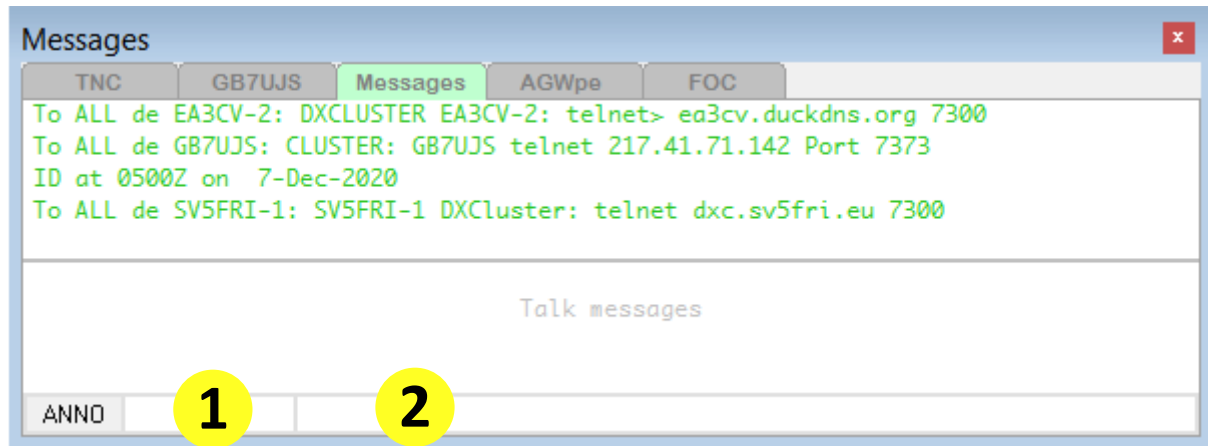 Messages x
TNC GB7UJS Messages AGWpe FOC
To ALL de EA3CV-2: DXCLUSTER EA3CV-2: telnet> ea3cv.duckdns.org 7300
To ALL de GB7UJS: CLUSTER: GB7UJS telnet 217.41.71.142 Port 7373
ID at 0500Z on  7-Dec-2020
To ALL de SV5FRI-1: SV5FRI-1 DXCluster: telnet dxc.sv5fri.eu 7300
Talk messages
ANNO 1 2